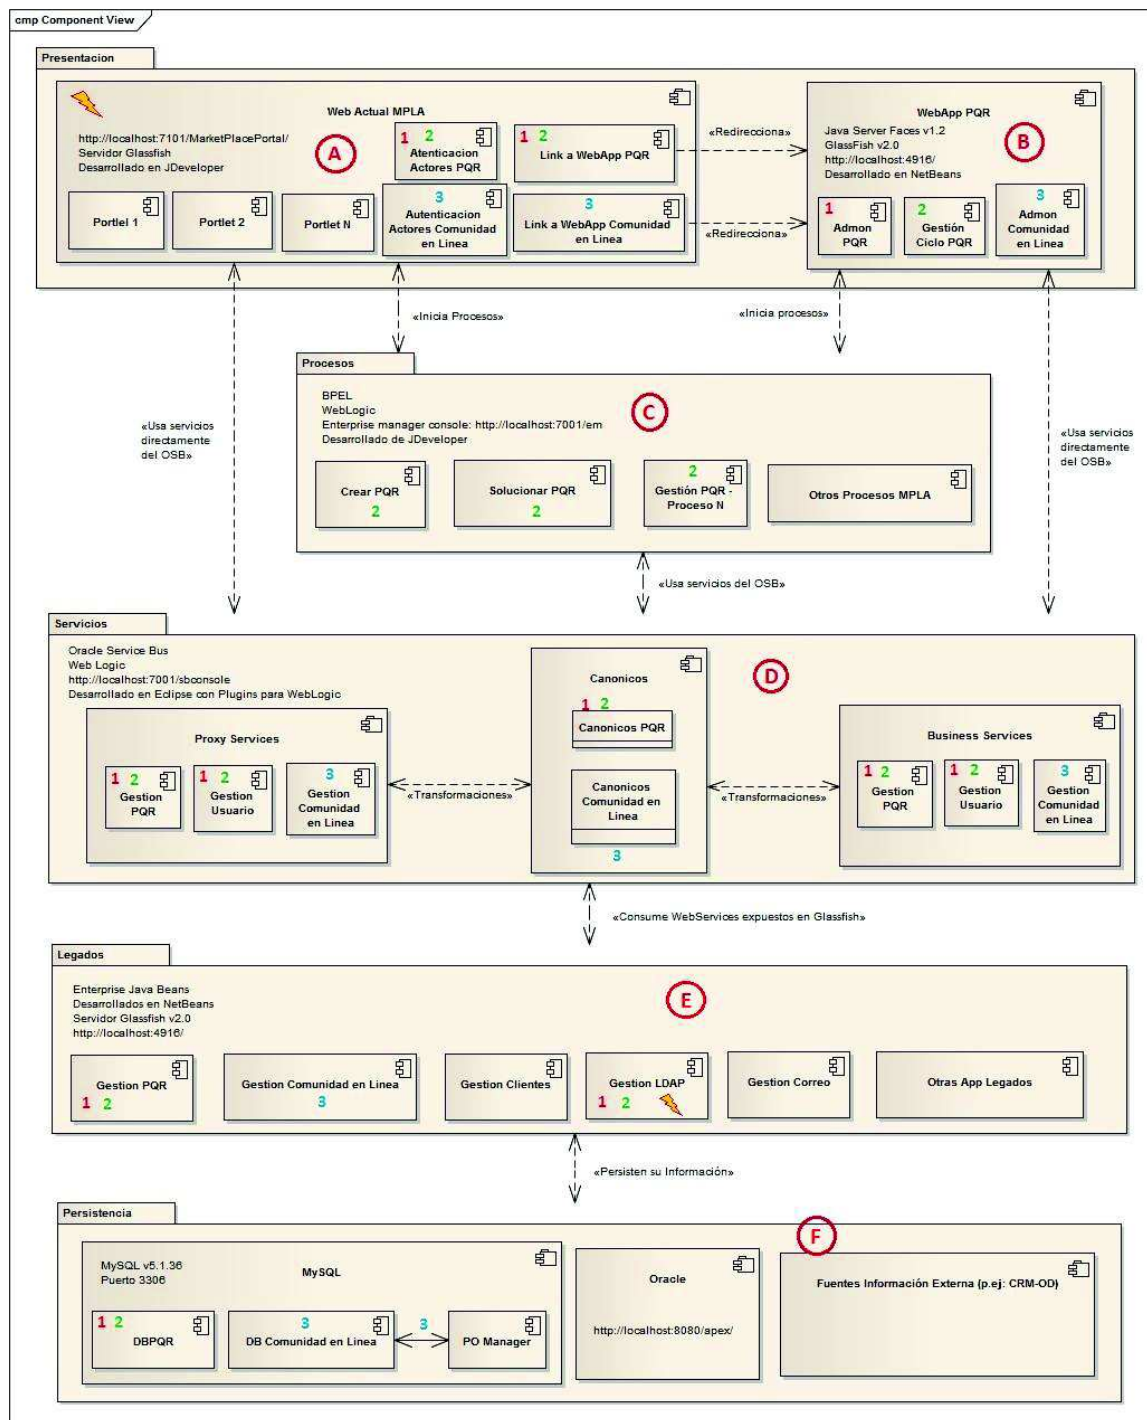 cmp Component View
Presentacion
Web Actual MPLA
http://localhost:7101/MarketPlacePortal/
Servidor Glassfish
Desarrollado en JDeveloper
A
1 2
Atenticacion
Actores PQR
1 2
Link a WebApp PQR
Portlel 1
Portlet 2
Portlet N
3
Autenticacion
Actores Comunidad
en Linea
3
Link a WebApp Comunidad
en Linea
«Redirecciona»
«Redirecciona»
WebApp PQR
Java Server Faces v1.2
GlassFish v2.0
http://localhost:4916/
Desarrollado en NetBeans
B
1
Admon
PQR
2
Gestión
Ciclo PQR
3
Admon
Comunidad
en Linea
«Inicia Procesos»
«Inicia procesos»
«Usa servicios
directamente
del OSB»
«Usa servicios
directamente
del OSB»
Procesos
BPEL
WebLogic
Enterprise manager console: http://localhost:7001/em
Desarrollado de JDeveloper
C
Crear PQR
2
Solucionar PQR
2
2
Gestión PQR -
Proceso N
Otros Procesos MPLA
«Usa servicios del OSB»
Servicios
Oracle Service Bus
Web Logic
http://localhost:7001/sbconsole
Desarrollado en Eclipse con Plugins para WebLogic
D
Proxy Services
1 2
Gestion
PQR
1 2
Gestion
Usuario
3
Gestion
Comunidad
en Linea
«Transformaciones»
Canonicos
1 2
Canonicos PQR
Canonicos
Comunidad en
Linea
3
«Transformaciones»
Business Services
1 2
Gestion
PQR
1 2
Gestion
Usuario
3
Gestion
Comunidad
en Linea
«Consume WebServices expuestos en Glassfish»
Legados
Enterprise Java Beans
Desarrollados en NetBeans
Servidor Glassfish v2.0
http://localhost:4916/
E
Gestion PQR
1 2
Gestion Comunidad en Linea
3
Gestion Clientes
Gestion LDAP
1 2
Gestion Correo
Otras App Legados
«Persisten su Información»
Persistencia
F
MySQL v5.1.36
Puerto 3306
MySQL
1 2
DBPQR
3
DB Comunidad en Linea
3
PO Manager
Oracle
http://localhost:8080/apex/
Fuentes Información Externa (p.ej: CRM-OD)